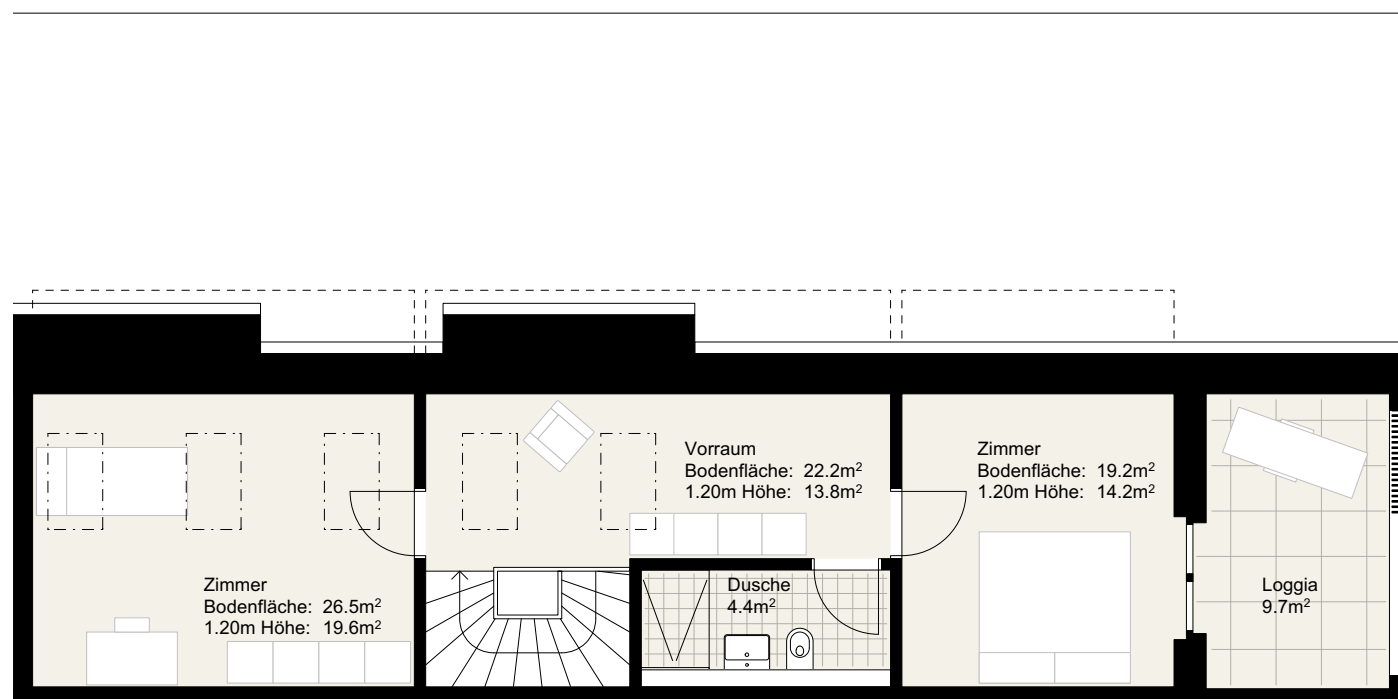 Vorraum
Bodenfläche: 22.2m²
1.20m Höhe: 13.8m²
Zimmer
Bodenfläche: 19.2m²
1.20m Höhe: 14.2m²
Zimmer
Bodenfläche: 26.5m²
1.20m Höhe: 19.6m²
Dusche
4.4m²
Loggia
9.7m²